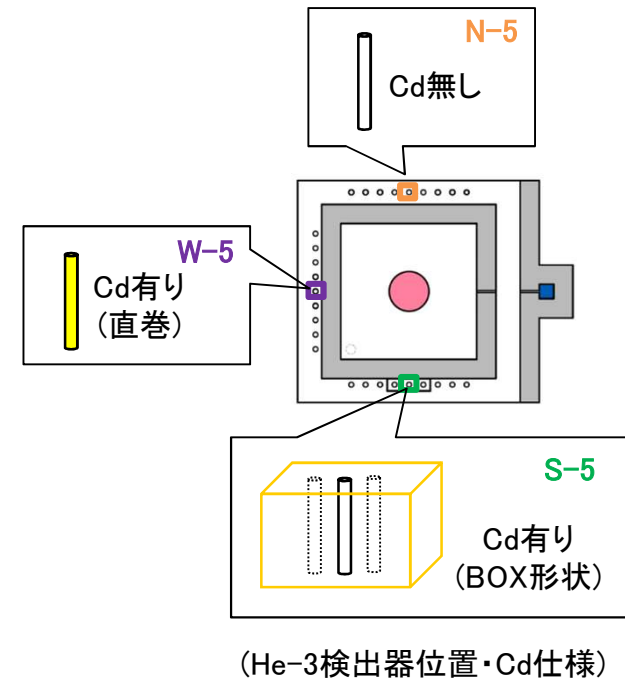 N-5
Cd無し
W-5
Cd有り
(直巻)
S-5
Cd有り
(BOX形状)
(He-3検出器位置・Cd仕様)